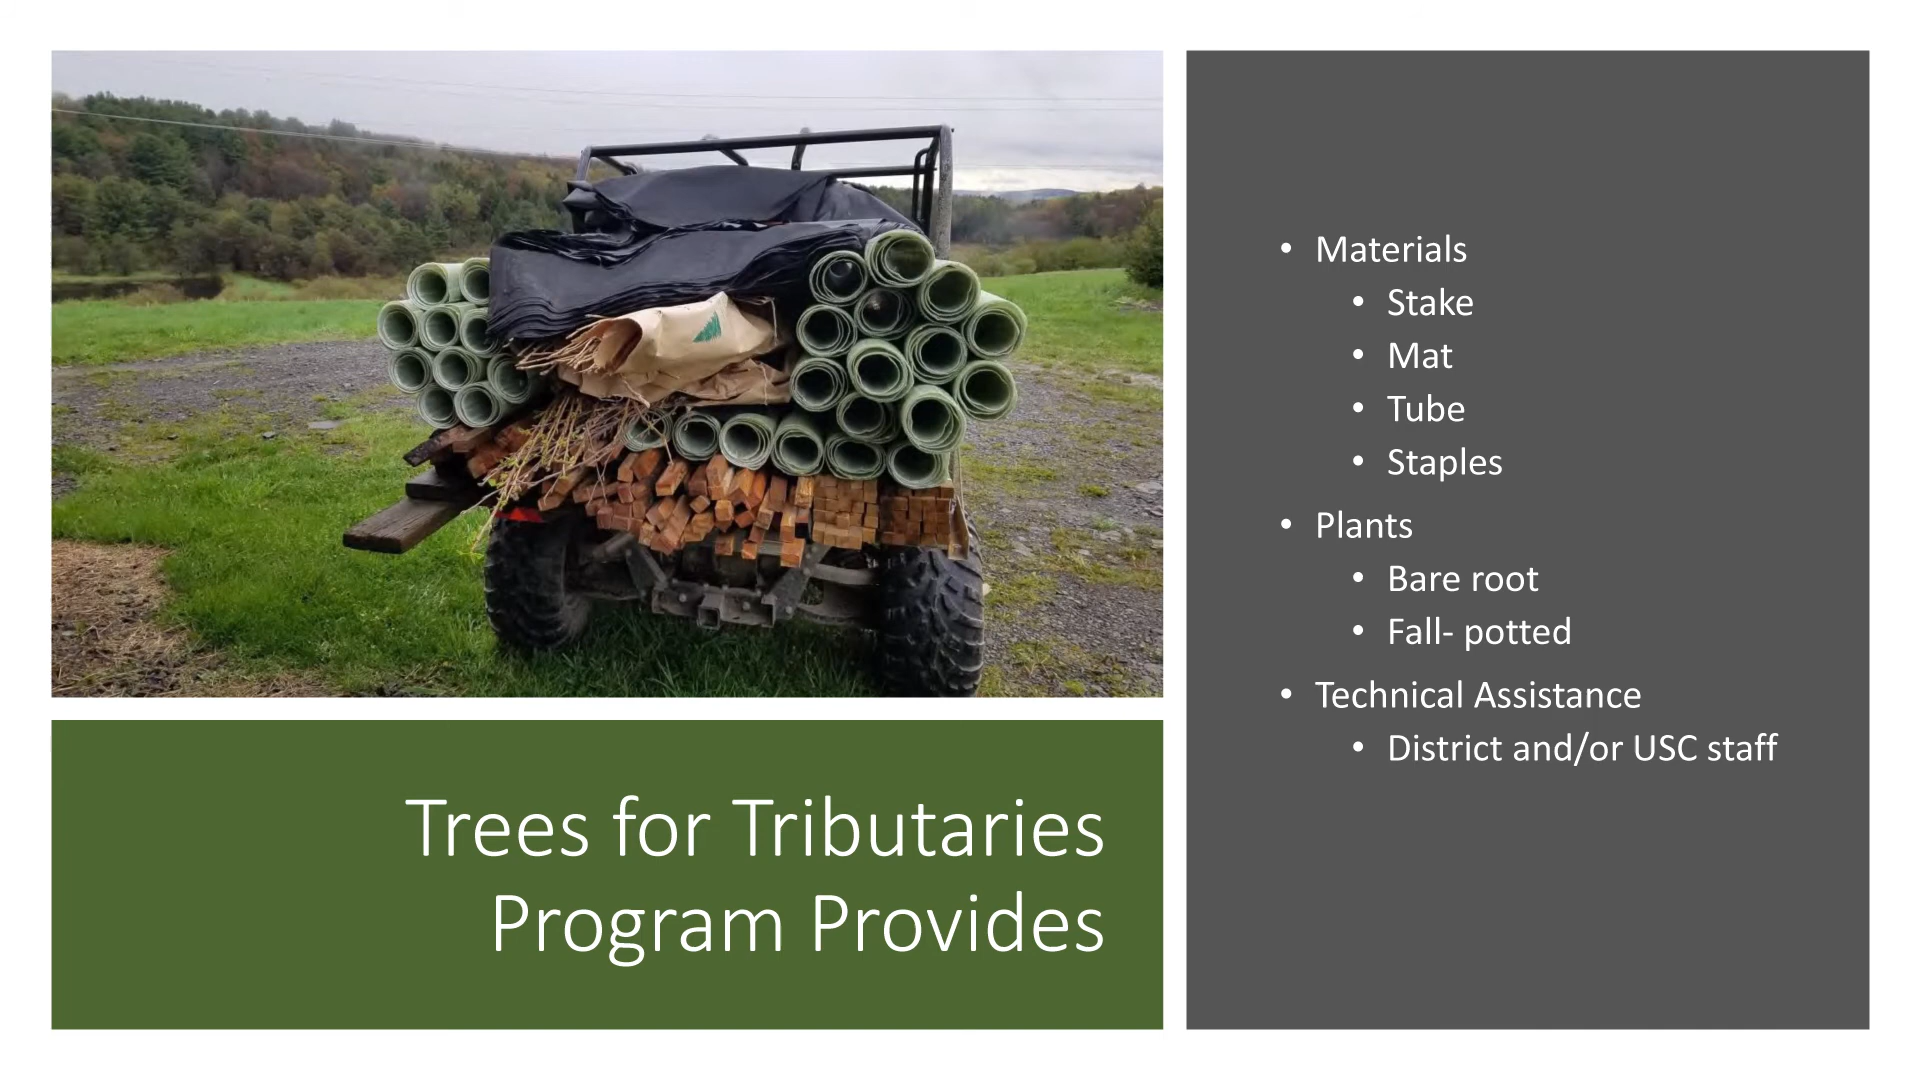 Trees for Tributaries
Program Provides
• Materials
• Stake
• Mat
• Tube
• Staples
• Plants
• Bare root
• Fall- potted
• Technical Assistance
• District and/or USC staff